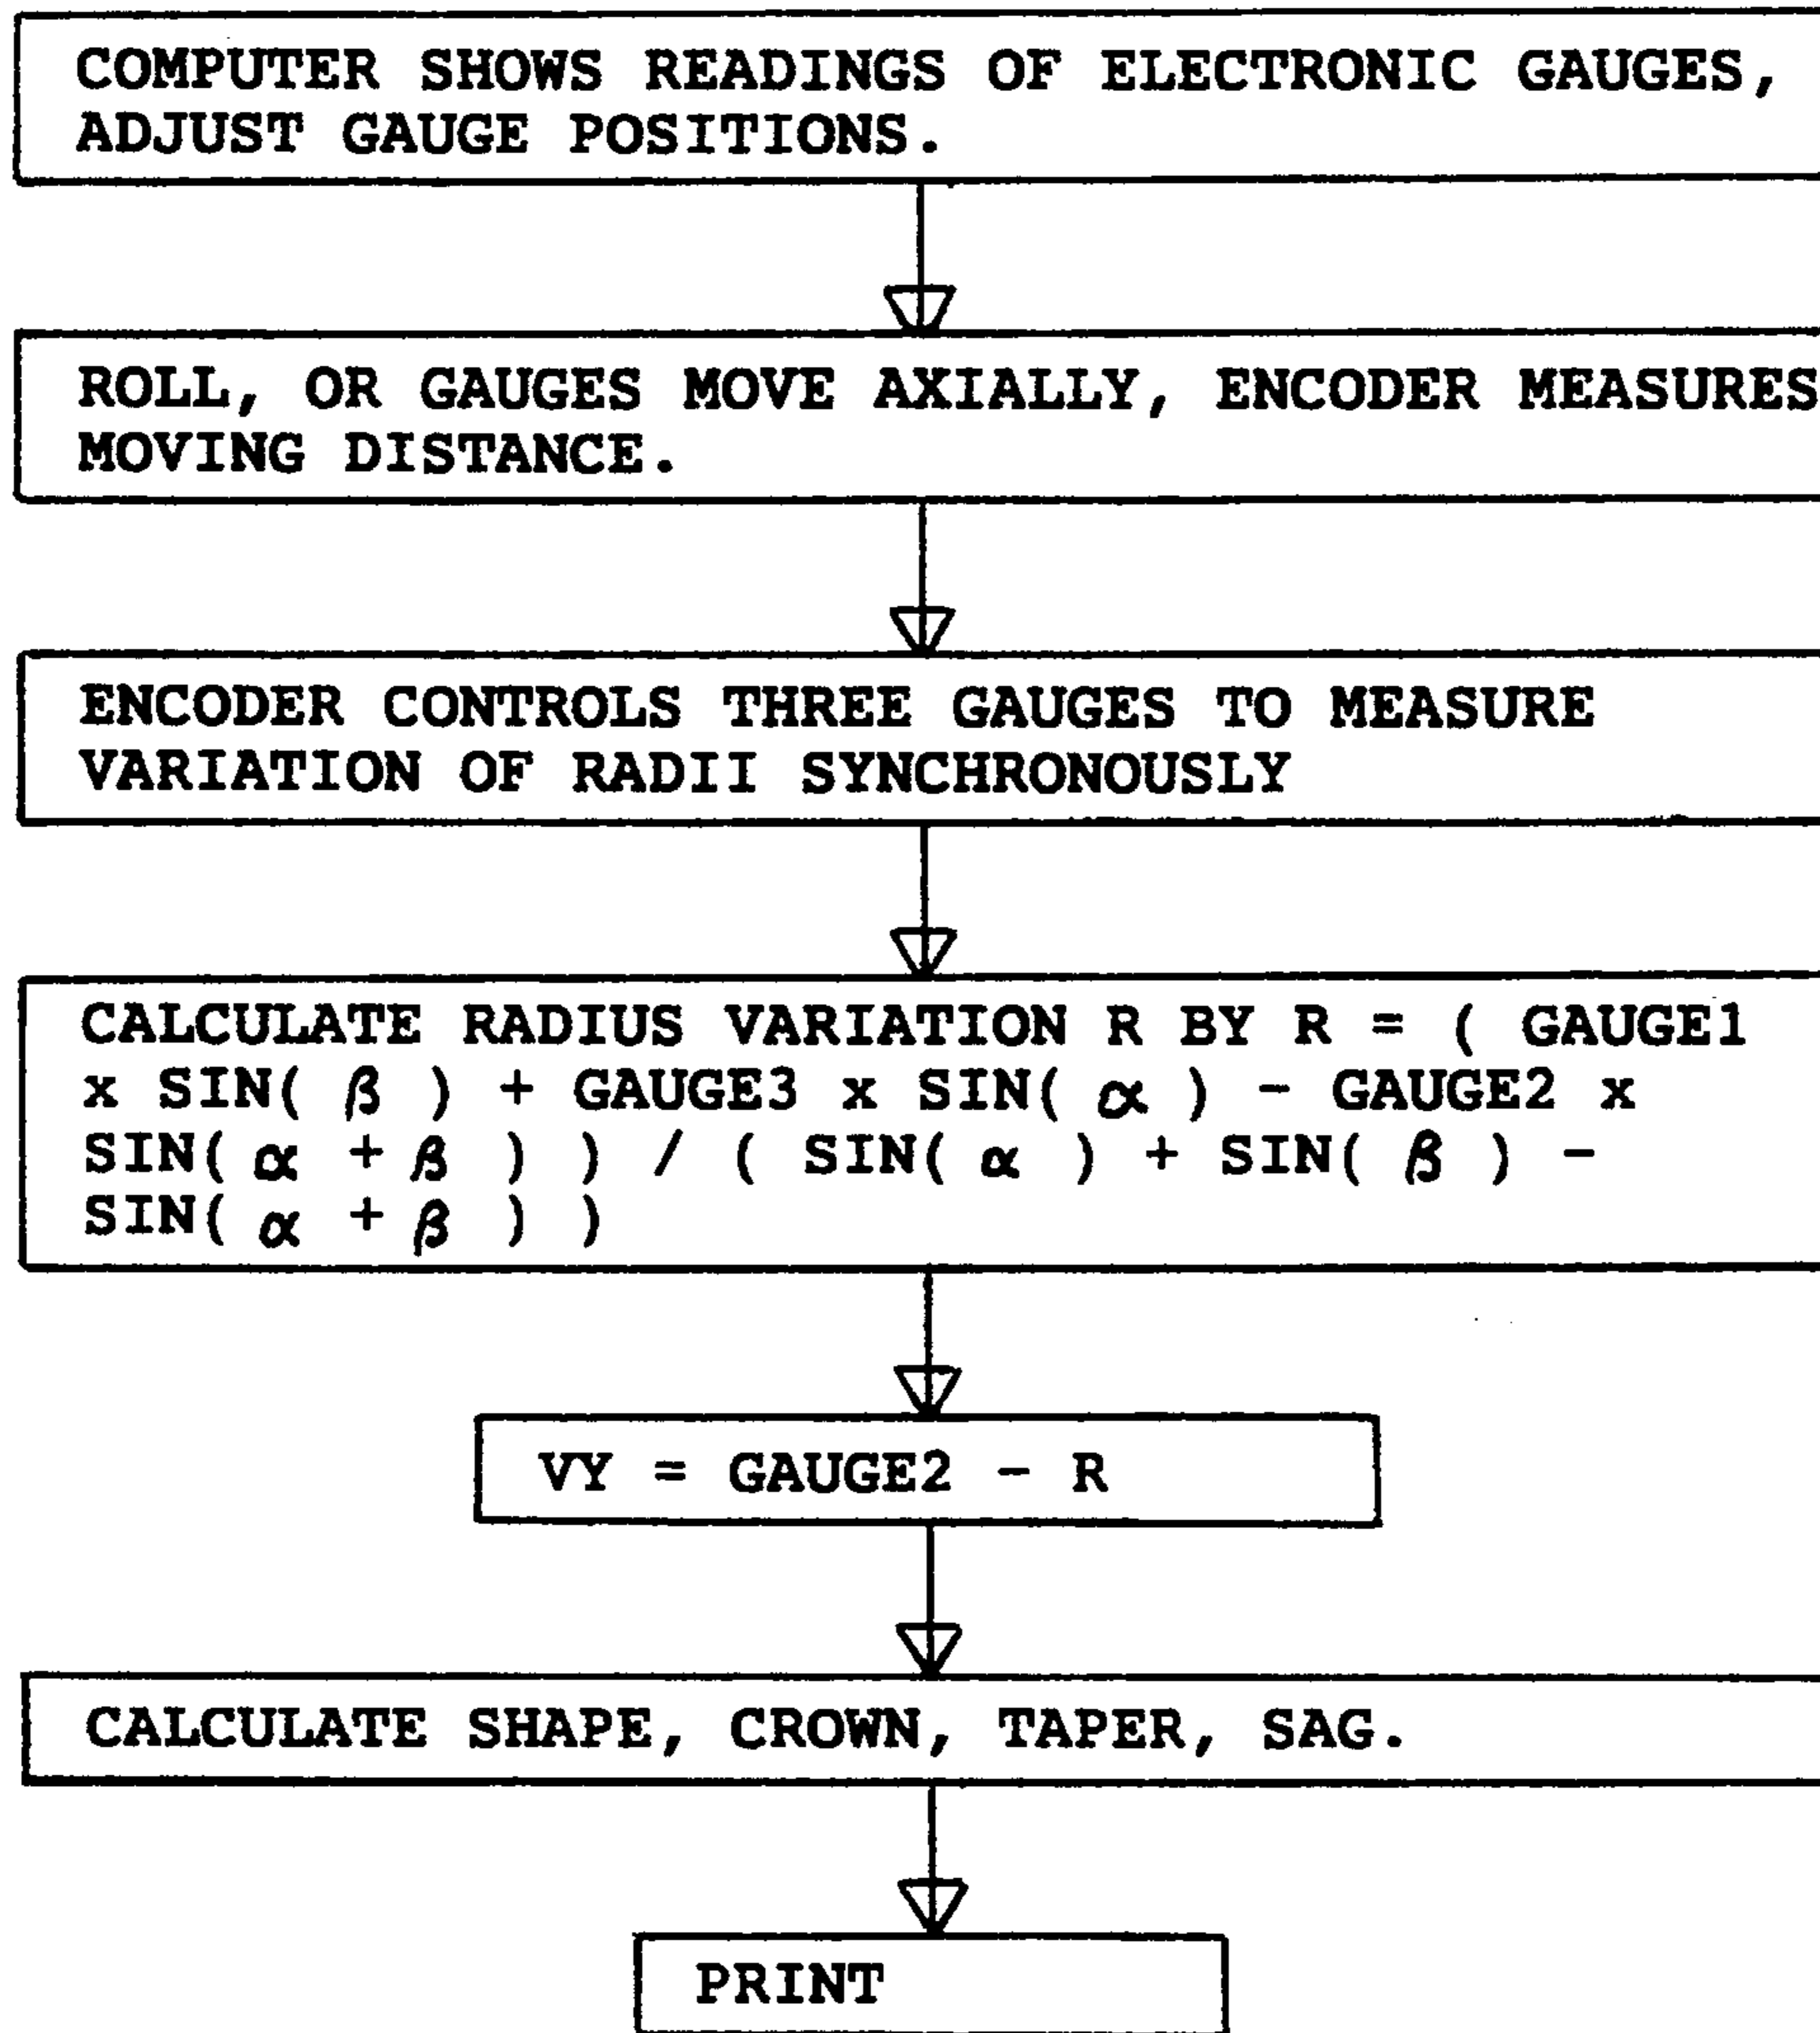 COMPUTER SHOWS READINGS OF ELECTRONIC GAUGES,
ADJUST GAUGE POSITIONS.
ROLL, OR GAUGES MOVE AXIALLY, ENCODER MEASURES
MOVING DISTANCE.
ENCODER CONTROLS THREE GAUGES TO MEASURE
VARIATION OF RADII SYNCHRONOUSLY
CALCULATE RADIUS VARIATION R BY R = ( GAUGE1
x SIN( β ) + GAUGE3 x SIN( α ) - GAUGE2 x
SIN( α + β ) ) / ( SIN( α ) + SIN( β ) -
SIN( α + β ) )
VY = GAUGE2 - R
CALCULATE SHAPE, CROWN, TAPER, SAG.
PRINT